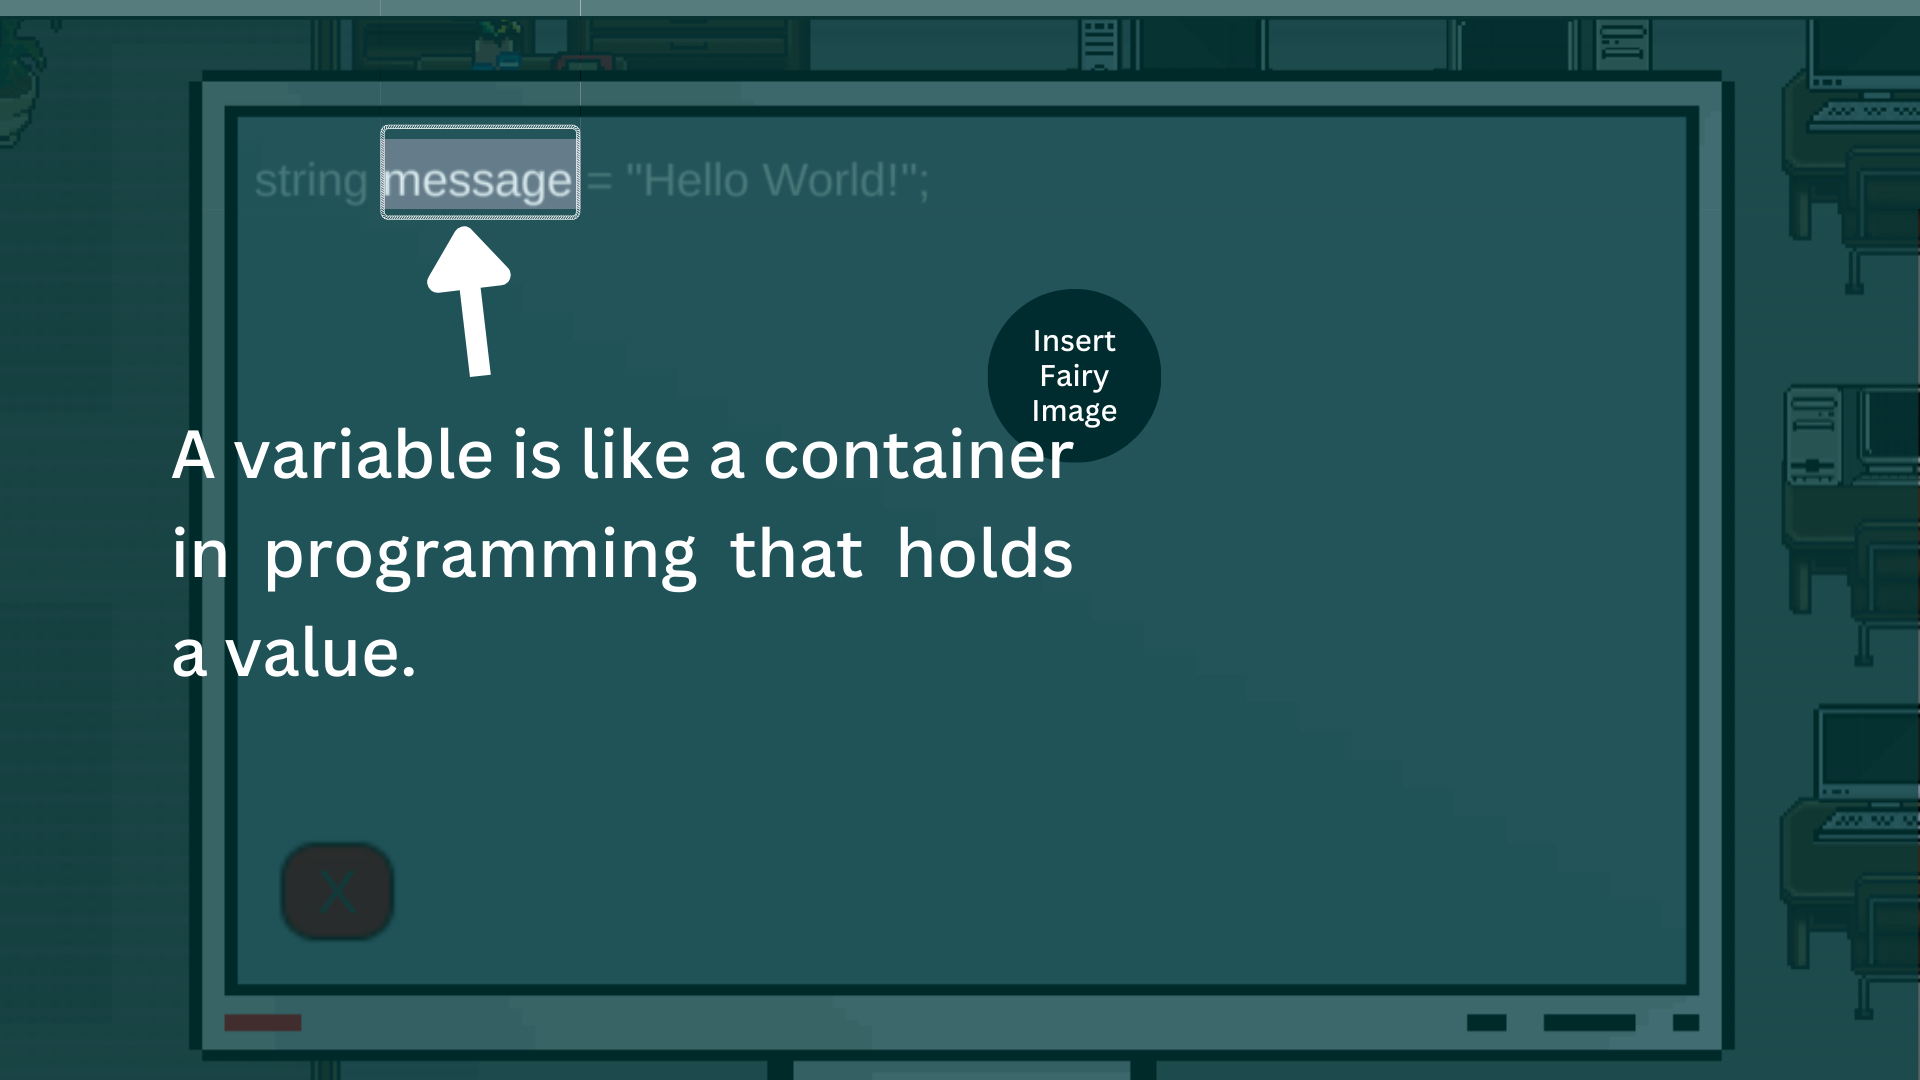 string message = "Hello World!";
Insert
Fairy
Image
A variable is like a container
in programming that holds
a value.
X